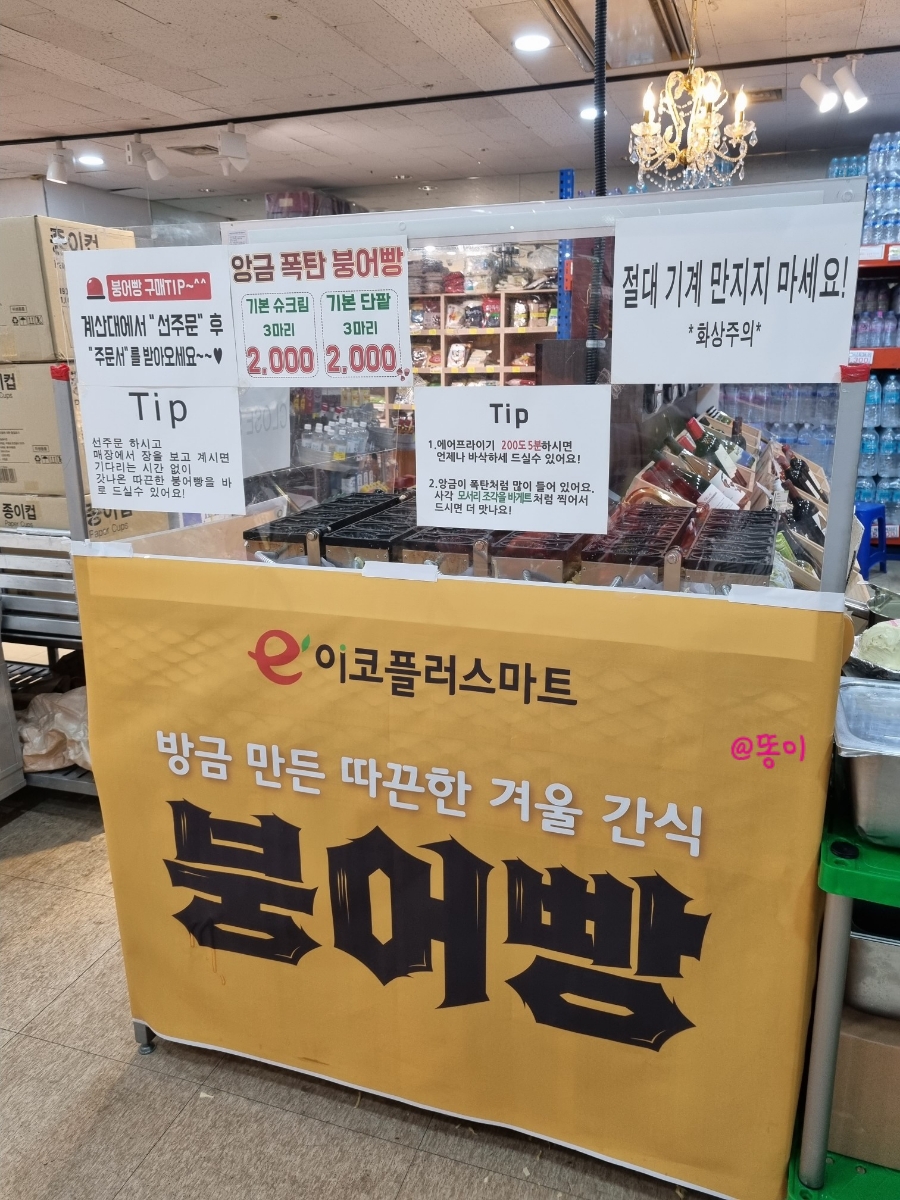 종이컵
붕어빵 구매TIP~^^
계산대에서 "선주문" 후
"주문서"를 받아오세요~~♥
앙금 폭탄 붕어빵
기본 슈크림
3마리
2,000
기본 단팥
3마리
2,000
절대 기계 만지지 마세요!
*화상주의*
Tip
선주문 하시고
매장에서 장을 보고 계시면
기다리는 시간 없이
갓나온 따끈한 붕어빵을 바
로 드실수 있어요!
Tip
1.에어프라이기 200도5분하시면
언제나 바삭하세 드실수 있어요!
2.앙금이 폭탄처럼 많이 들어 있어요.
사각 모서리 조각을 바게트처럼 찍어서
드시면 더 맛나요!
이컵
Paper Cups
종이컵
Paper Cups
e 이코플러스마트
@똥이
방금 만든 따끈한 겨울 간식
붕어빵